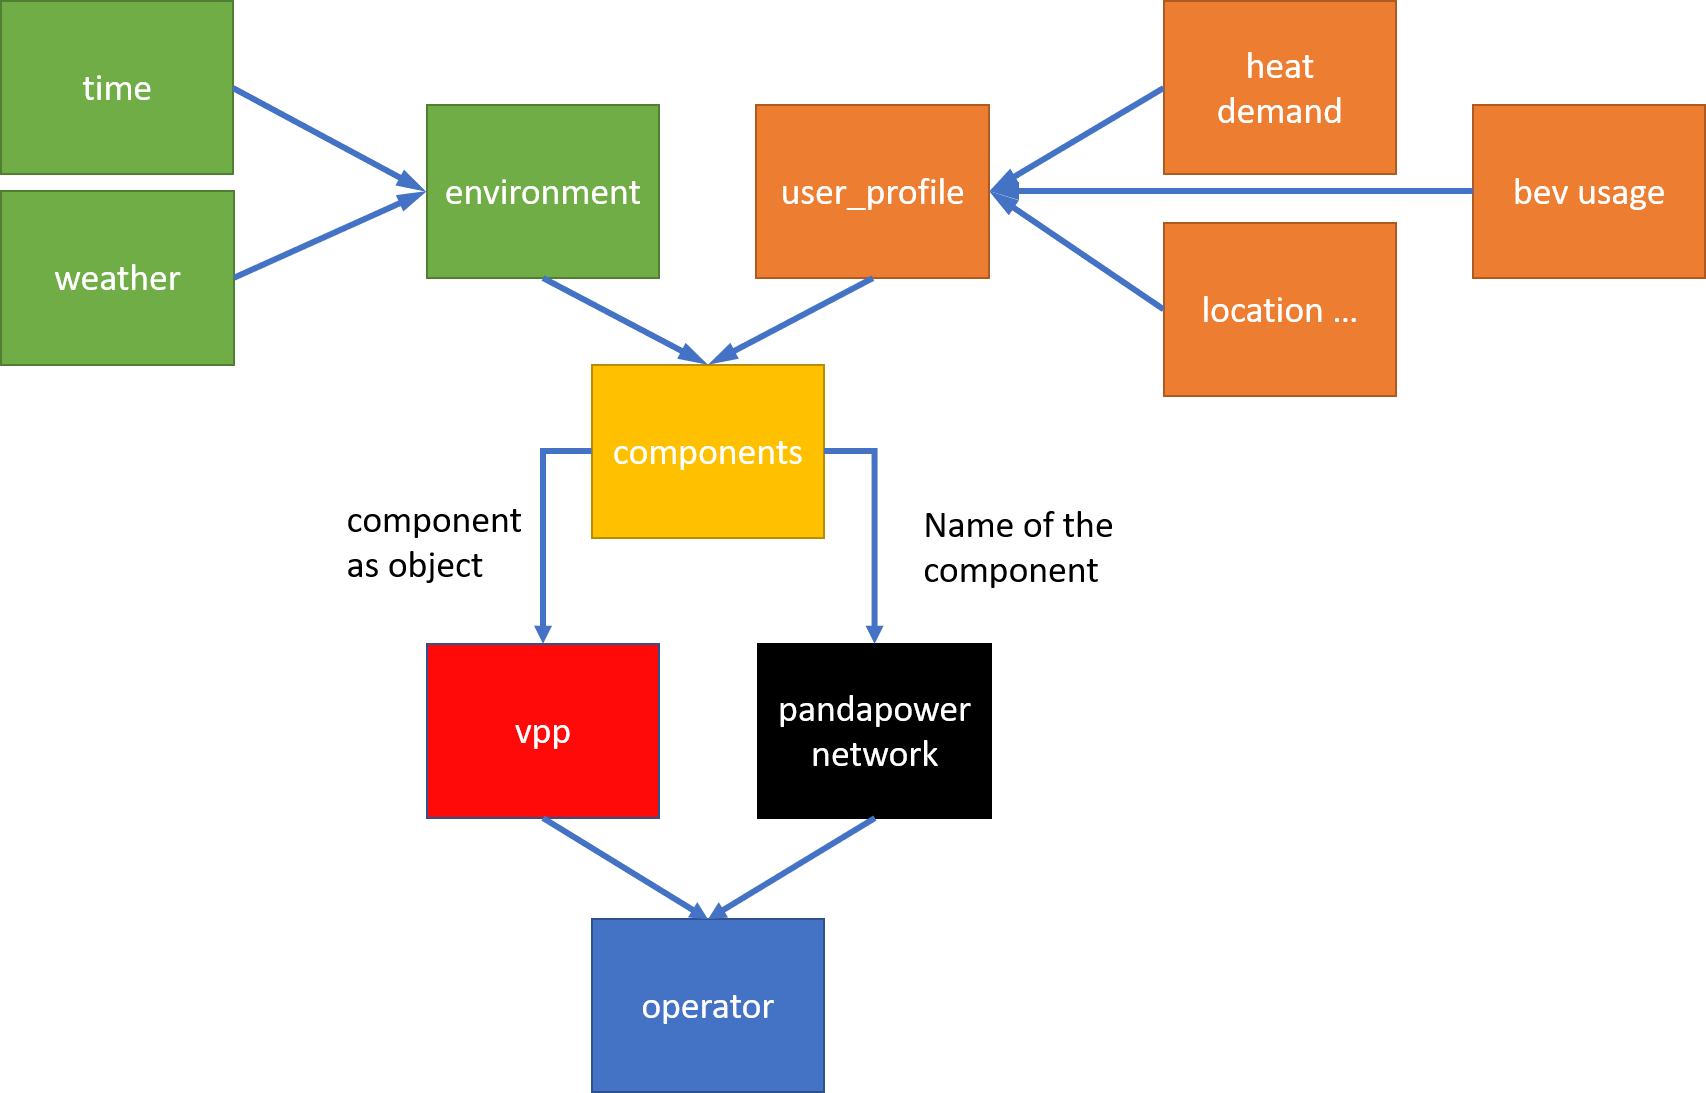 time
weather
environment
user_profile
heat
demand
bev usage
location ...
components
component
as object
Name of the
component
vpp
pandapower
network
operator